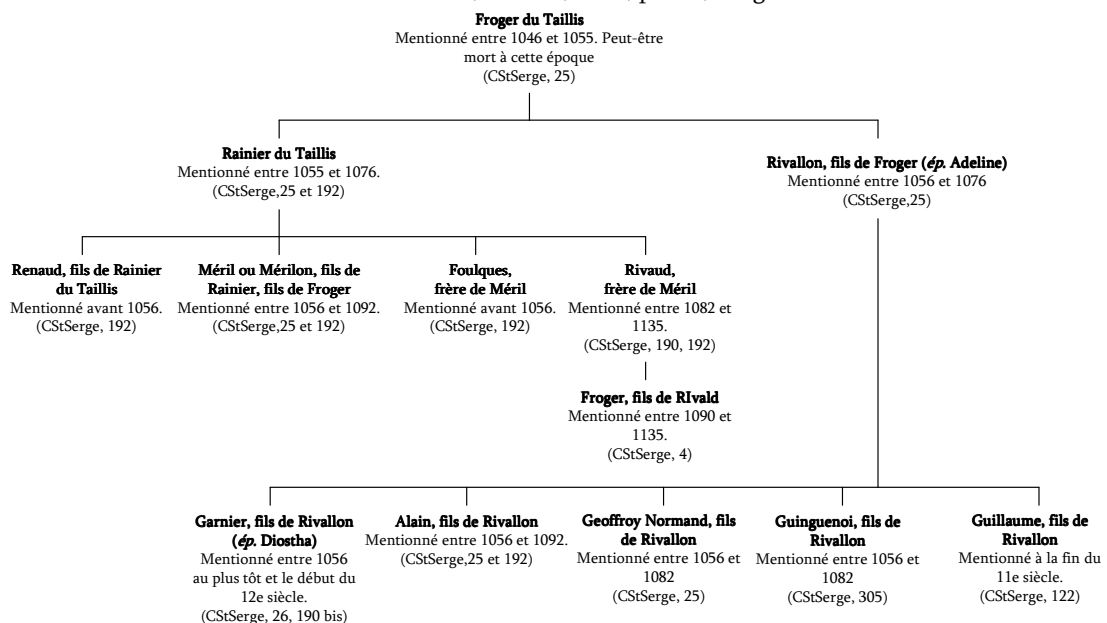 Froger du Taillis
Mentionné entre 1046 et 1055. Peut-être
mort à cette époque
(CStSerge, 25)
Rainier du Taillis
Mentionné entre 1055 et 1076.
(CStSerge,25 et 192)
Rivallon, fils de Froger (ép. Adeline)
Mentionné entre 1056 et 1076
(CStSerge,25)
Renaud, fils de Rainier
du Taillis
Mentionné avant 1056.
(CStSerge, 192)
Méril ou Mérilon, fils de
Rainier, fils de Froger
Mentionné entre 1056 et 1092.
(CStSerge,25 et 192)
Foulques,
frère de Méril
Mentionné avant 1056.
(CStSerge, 192)
Rivaud,
frère de Méril
Mentionné entre 1082 et
1135.
(CStSerge, 190, 192)
Froger, fils de RIvald
Mentionné entre 1090 et
1135.
(CStSerge, 4)
Garnier, fils de Rivallon
(ép. Diostha)
Mentionné entre 1056
au plus tôt et le début du
12e siècle.
(CStSerge, 26, 190 bis)
Alain, fils de Rivallon
Mentionné entre 1056 et 1092.
(CStSerge,25 et 192)
Geoffroy Normand, fils
de Rivallon
Mentionné entre 1056 et
1082
(CStSerge, 25)
Guinguenoi, fils de
Rivallon
Mentionné entre 1056 et
1082
(CStSerge, 305)
Guillaume, fils de
Rivallon
Mentionné à la fin du
11e siècle.
(CStSerge, 122)